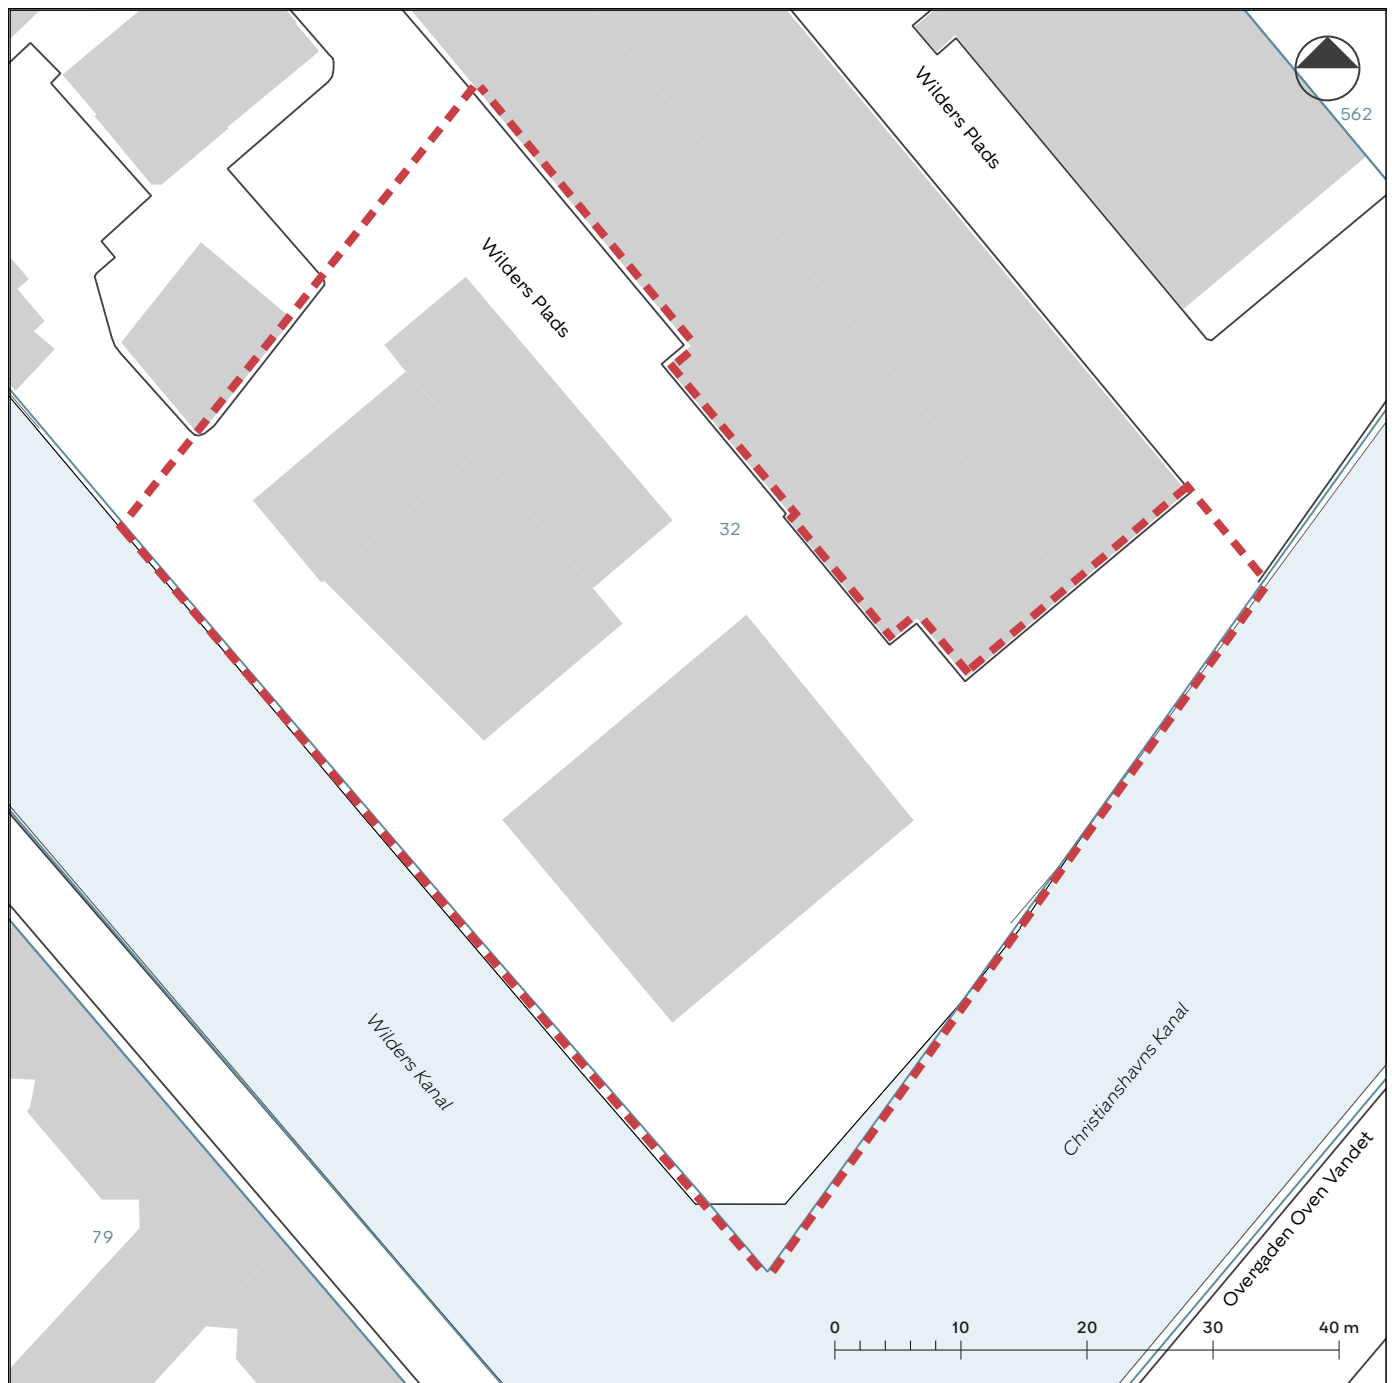 Wilders Plads
562
Wilders Plads
32
Wilders Kanal
Christianshavns Kanal
Overgaden Oven Vandet
79
0 10 20 30 40 m